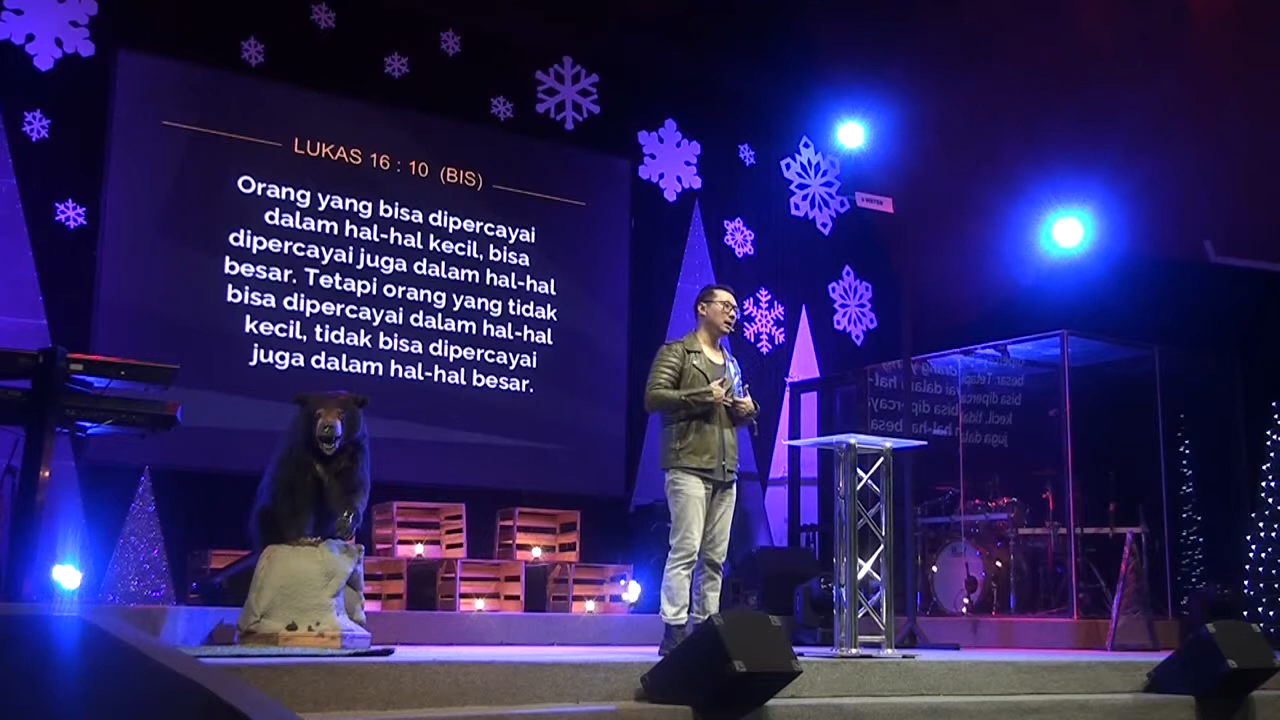 LUKAS 16 : 10 (BIS)
Orang yang bisa dipercayai
dalam hal-hal kecil, bisa
dipercayai juga dalam hal-hal
besar. Tetapi orang yang tidak
bisa dipercayai dalam hal-hal
kecil, tidak bisa dipercayai
juga dalam hal-hal besar.